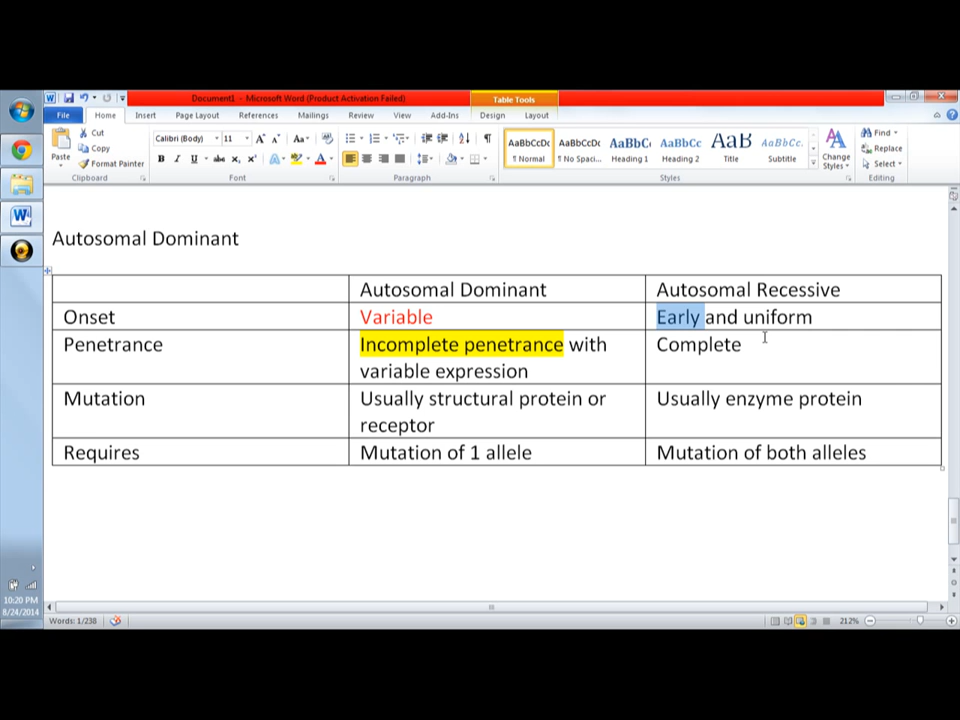 Document1 - Microsoft Word (Product Activation Failed)
Table Tools
File Home Insert Page Layout References Mailings Review View Add-Ins Design Layout
Paste
Cut
Copy
Format Painter
Clipboard
Calibri (Body) 11
Font
Paragraph
AaBbCcDc AaBbCcDc AaBbC AaBbCc AaB AaBbCc.
¶ Normal ¶ No Spaci... Heading 1 Heading 2 Title Subtitle
Change Styles
Styles
Find
Replace
Select
Editing
Autosomal Dominant
Autosomal Dominant Autosomal Recessive
Onset Variable Early and uniform
Penetrance Incomplete penetrance with Complete
variable expression
Mutation Usually structural protein or Usually enzyme protein
receptor
Requires Mutation of 1 allele Mutation of both alleles
10:20 PM
8/24/2014
Words: 1/238
212%